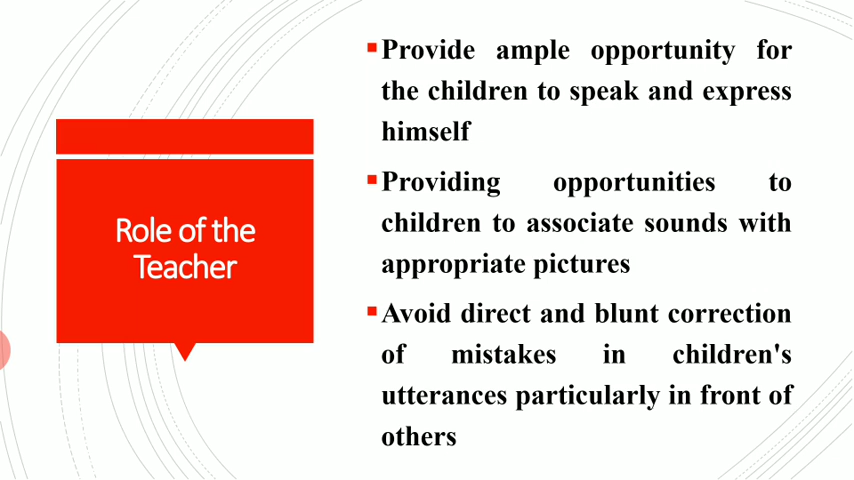 Role of the
Teacher
Provide ample opportunity for
the children to speak and express
himself
Providing opportunities to
children to associate sounds with
appropriate pictures
Avoid direct and blunt correction
of mistakes in children's
utterances particularly in front of
others